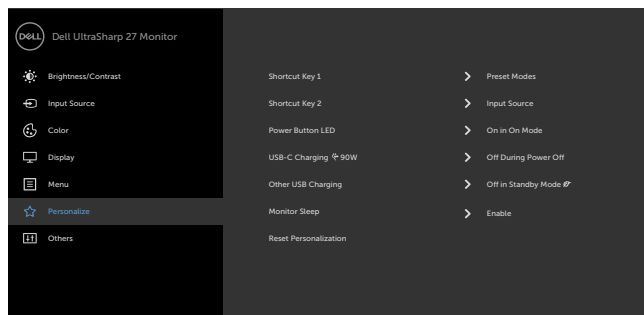 DELL Dell UltraSharp 27 Monitor
Brightness/Contrast Shortcut Key 1 Preset Modes
Input Source Shortcut Key 2 Input Source
Color Power Button LED On in On Mode
Display USB-C Charging 90W Off During Power Off
Menu Other USB Charging Off in Standby Mode
Personalize Monitor Sleep Enable
Others Reset Personalization